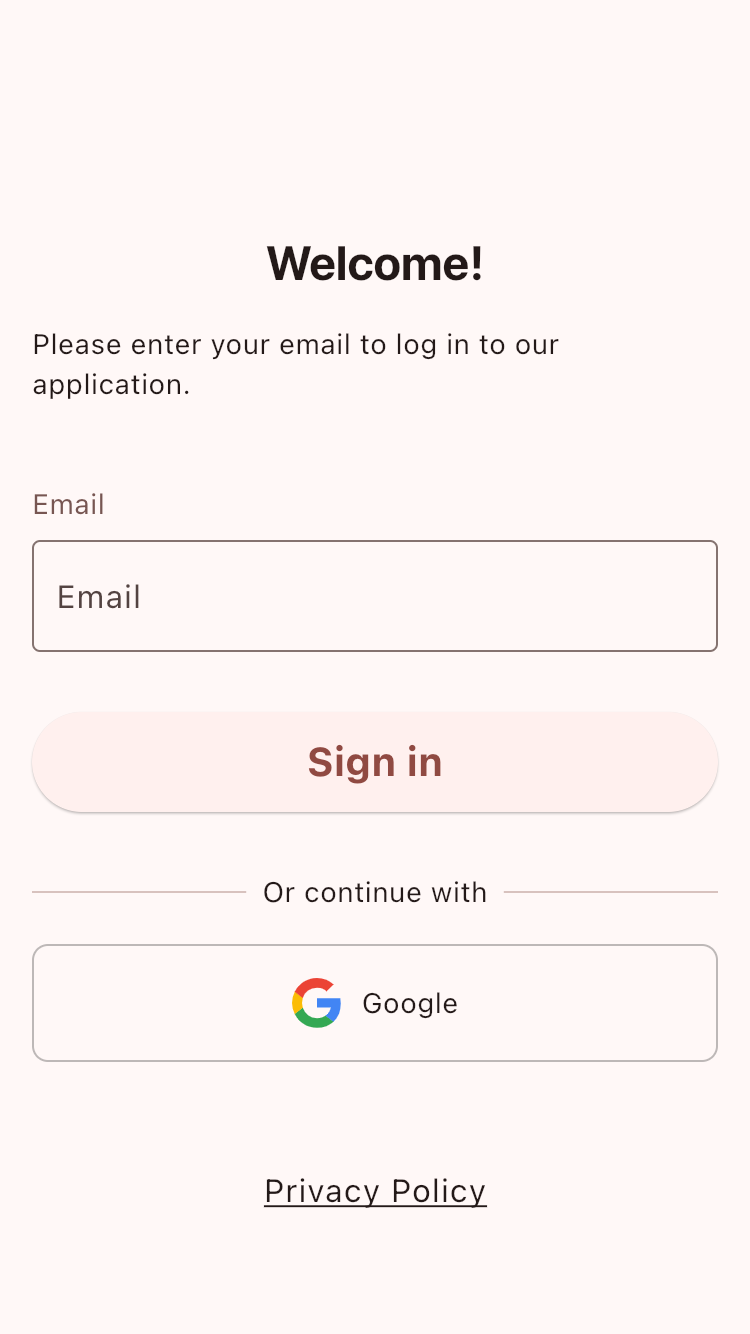 Welcome!
Please enter your email to log in to our
application.
Email
Email
Sign in
Or continue with
Google
Privacy Policy